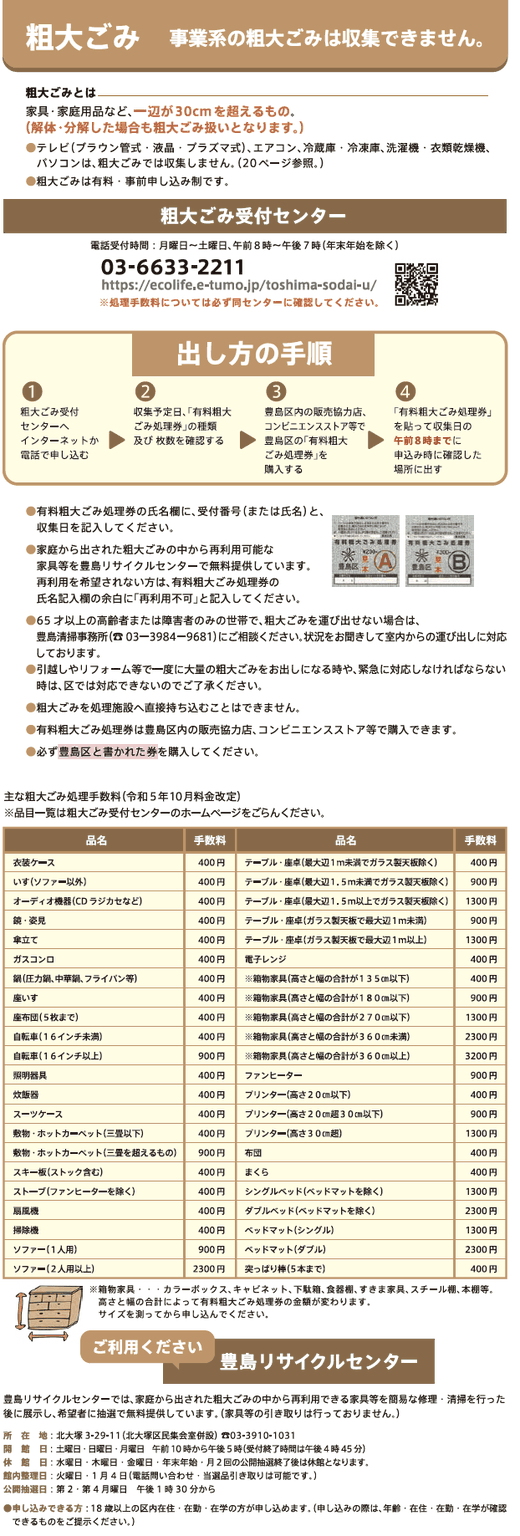 粗大ごみ 事業系の粗大ごみは収集できません。
粗大ごみとは
家具・家庭用品など、一辺が30cmを超えるもの。
(解体・分解した場合も粗大ごみ扱いとなります。)
●テレビ(ブラウン管式・液晶・プラズマ式)、エアコン、冷蔵庫・冷凍庫、洗濯機・衣類乾燥機、
パソコンは、粗大ごみでは収集しません。(20ページ参照。)
●粗大ごみは有料・事前申し込み制です。
粗大ごみ受付センター
電話受付時間:月曜日〜土曜日、午前8時〜午後7時(年末年始を除く)
03-6633-2211
https://ecolife.e-tumo.jp/toshima-sodai-u/
※処理手数料については必ず同センターに確認してください。
出し方の手順
1
粗大ごみ受付
センターへ
インターネットか
電話で申し込む
2
収集予定日、「有料粗大
ごみ処理券」の種類
及び枚数を確認する
3
豊島区内の販売協力店、
コンビニエンスストア等で
豊島区の「有料粗大
ごみ処理券」を
購入する
4
「有料粗大ごみ処理券」
を貼って収集日の
午前8時までに
申込み時に確認した
場所に出す
●有料粗大ごみ処理券の氏名欄に、受付番号(または氏名)と、
収集日を記入してください。
●家庭から出された粗大ごみの中から再利用可能な
家具等を豊島リサイクルセンターで無料提供しています。
再利用を希望されない方は、有料粗大ごみ処理券の
氏名記入欄の余白に「再利用不可」と記入してください。
有料粗大ごみ処理券
豊島区
見本
A
有料粗大ごみ処理券
豊島区
見本
B
●65才以上の高齢者または障害者のみの世帯で、粗大ごみを運び出せない場合は、
豊島清掃事務所(☎03ー3984ー9681)にご相談ください。状況をお聞きして室内からの運び出しに対応
しております。
●引越しやリフォーム等で一度に大量の粗大ごみをお出しになる時や、緊急に対応しなければならない
時は、区では対応できないのでご了承ください。
●粗大ごみを処理施設へ直接持ち込むことはできません。
●有料粗大ごみ処理券は豊島区内の販売協力店、コンビニエンスストア等で購入できます。
●必ず豊島区と書かれた券を購入してください。
主な粗大ごみ処理手数料(令和5年10月料金改定)
※品目一覧は粗大ごみ受付センターのホームページをごらんください。
品名 手数料 品名 手数料
衣装ケース 400円 テーブル・座卓(最大辺1m未満でガラス製天板除く) 400円
いす(ソファー以外) 400円 テーブル・座卓(最大辺1.5m未満でガラス製天板除く) 900円
オーディオ機器(CDラジカセなど) 400円 テーブル・座卓(最大辺1.5m以上でガラス製天板除く) 1300円
鏡・姿見 400円 テーブル・座卓(ガラス製天板で最大辺1m未満) 900円
傘立て 400円 テーブル・座卓(ガラス製天板で最大辺1m以上) 1300円
ガスコンロ 400円 電子レンジ 400円
鍋(圧力鍋、中華鍋、フライパン等) 400円 ※箱物家具(高さと幅の合計が135㎝以下) 400円
座いす 400円 ※箱物家具(高さと幅の合計が180㎝以下) 900円
座布団(5枚まで) 400円 ※箱物家具(高さと幅の合計が270㎝以下) 1300円
自転車(16インチ未満) 400円 ※箱物家具(高さと幅の合計が360㎝未満) 2300円
自転車(16インチ以上) 900円 ※箱物家具(高さと幅の合計が360㎝以上) 3200円
照明器具 400円 ファンヒーター 900円
炊飯器 400円 プリンター(高さ20㎝以下) 400円
スーツケース 400円 プリンター(高さ20㎝超30㎝以下) 900円
敷物・ホットカーペット(三畳以下) 400円 プリンター(高さ30㎝超) 1300円
敷物・ホットカーペット(三畳を超えるもの) 900円 布団 400円
スキー板(ストック含む) 400円 まくら 400円
ストーブ(ファンヒーターを除く) 400円 シングルベッド(ベッドマットを除く) 1300円
扇風機 400円 ダブルベッド(ベッドマットを除く) 2300円
掃除機 400円 ベッドマット(シングル) 1300円
ソファー(1人用) 900円 ベッドマット(ダブル) 2300円
ソファー(2人用以上) 2300円 突っぱり棒(5本まで) 400円
※箱物家具・・・カラーボックス、キャビネット、下駄箱、食器棚、すきま家具、スチール棚、本棚等。
高さと幅の合計によって有料粗大ごみ処理券の金額が変わります。
サイズを測ってから申し込んでください。
ご利用ください
豊島リサイクルセンター
豊島リサイクルセンターでは、家庭から出された粗大ごみの中から再利用できる家具等を簡易な修理・清掃を行った
後に展示し、希望者に抽選で無料提供しています。(家具等の引き取りは行っておりません。)
所在地:北大塚3-29-11(北大塚区民集会室併設) ☎03-3910-1031
開館日:土曜日・日曜日・月曜日 午前10時から午後5時(受付終了時間は午後4時45分)
休館日:水曜日・木曜日・金曜日・年末年始・月2回の公開抽選終了後は休館となります。
館内整理日:火曜日・1月4日(電話問い合わせ・当選品引き取りは可能です。)
公開抽選日:第2・第4月曜日 午後1時30分から
●申し込みできる方:18歳以上の区内在住・在勤・在学の方が申し込めます。(申し込みの際は、年齢・在住・在勤・在学が確認
できるものをご提示ください。)